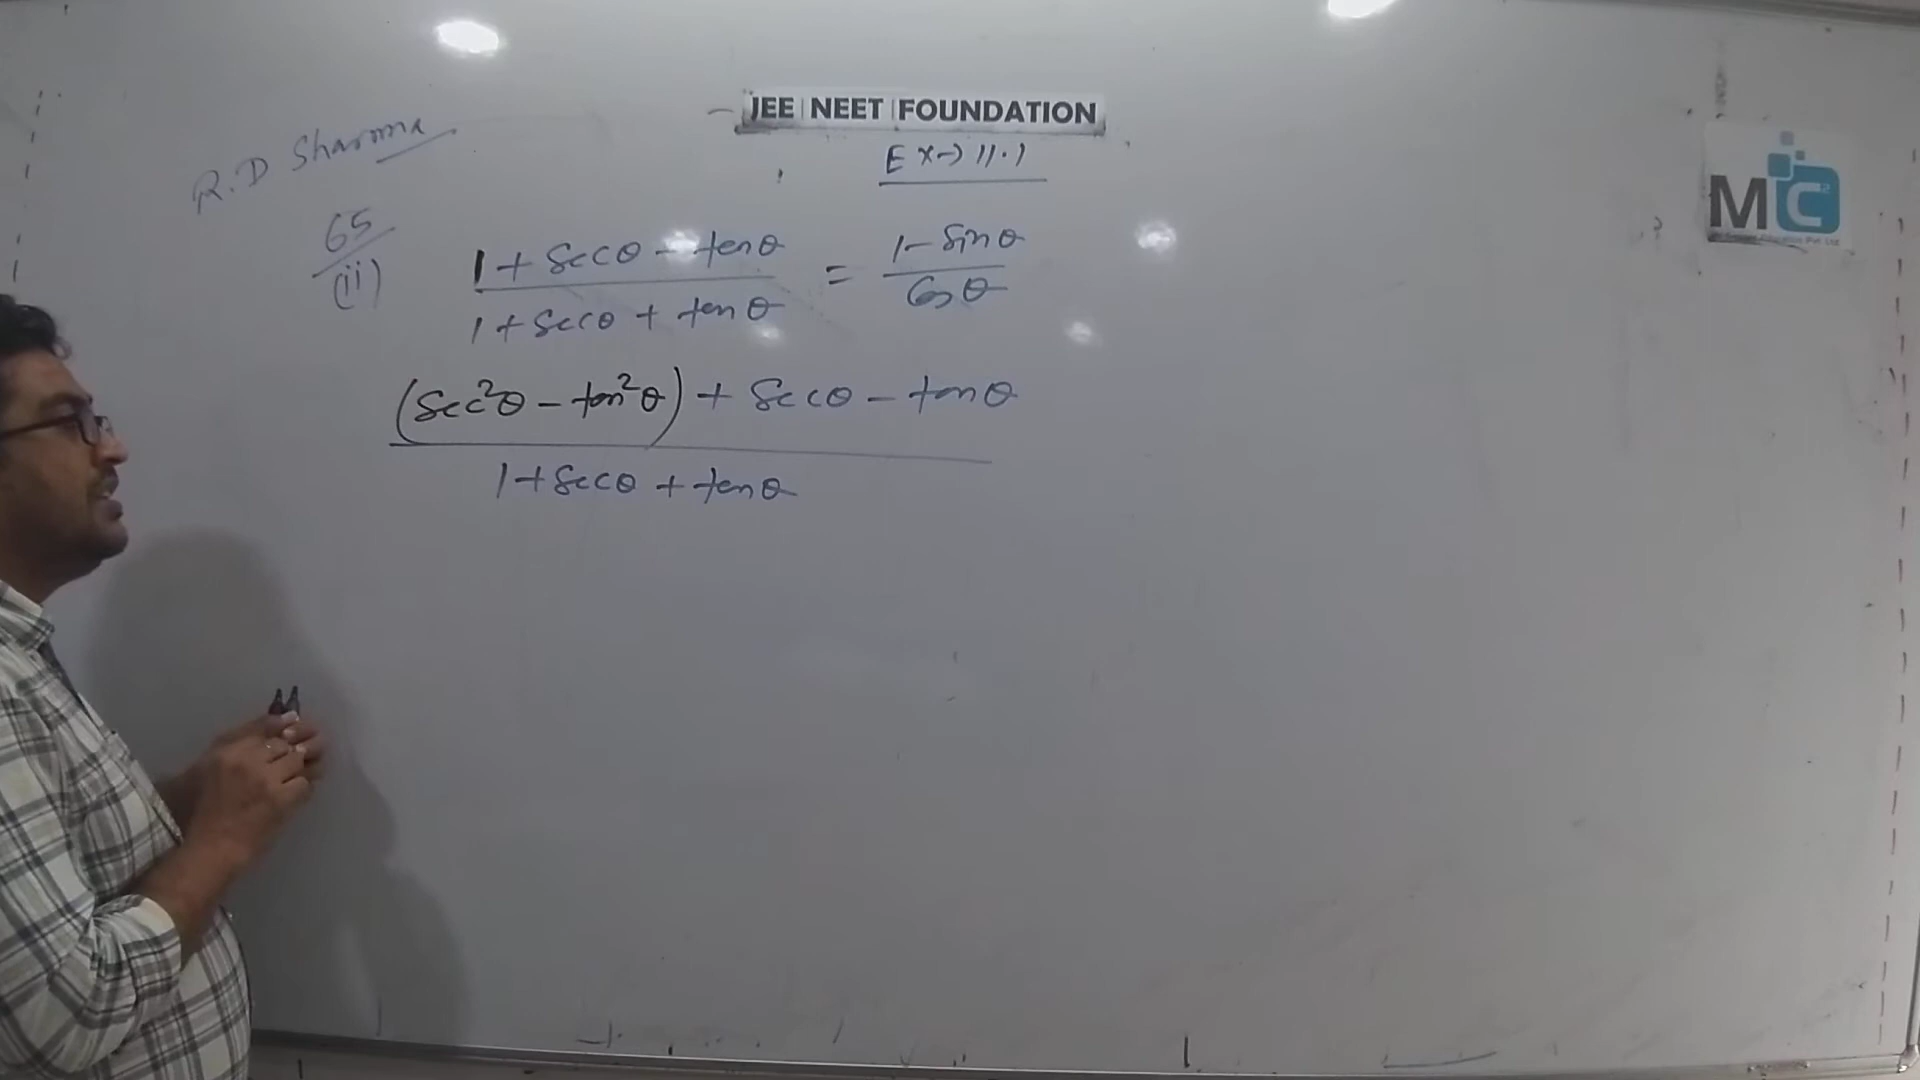 JEE | NEET | FOUNDATION
R.D Sharma
Ex→ 11.1
65
(ii)
1 + Secθ - tanθ / 1 + Secθ + tanθ = 1 - Sinθ / Cosθ
(Sec²θ - tan²θ) + Secθ - tanθ
1 + Secθ + tanθ
MC²